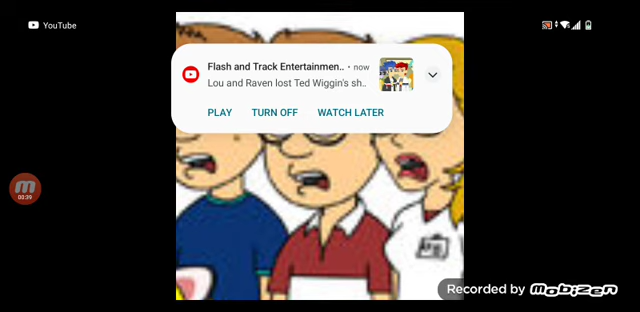 YouTube
Flash and Track Entertainmen.. • now
Lou and Raven lost Ted Wiggin's sh..
PLAY TURN OFF WATCH LATER
00:39
Recorded by mobizen